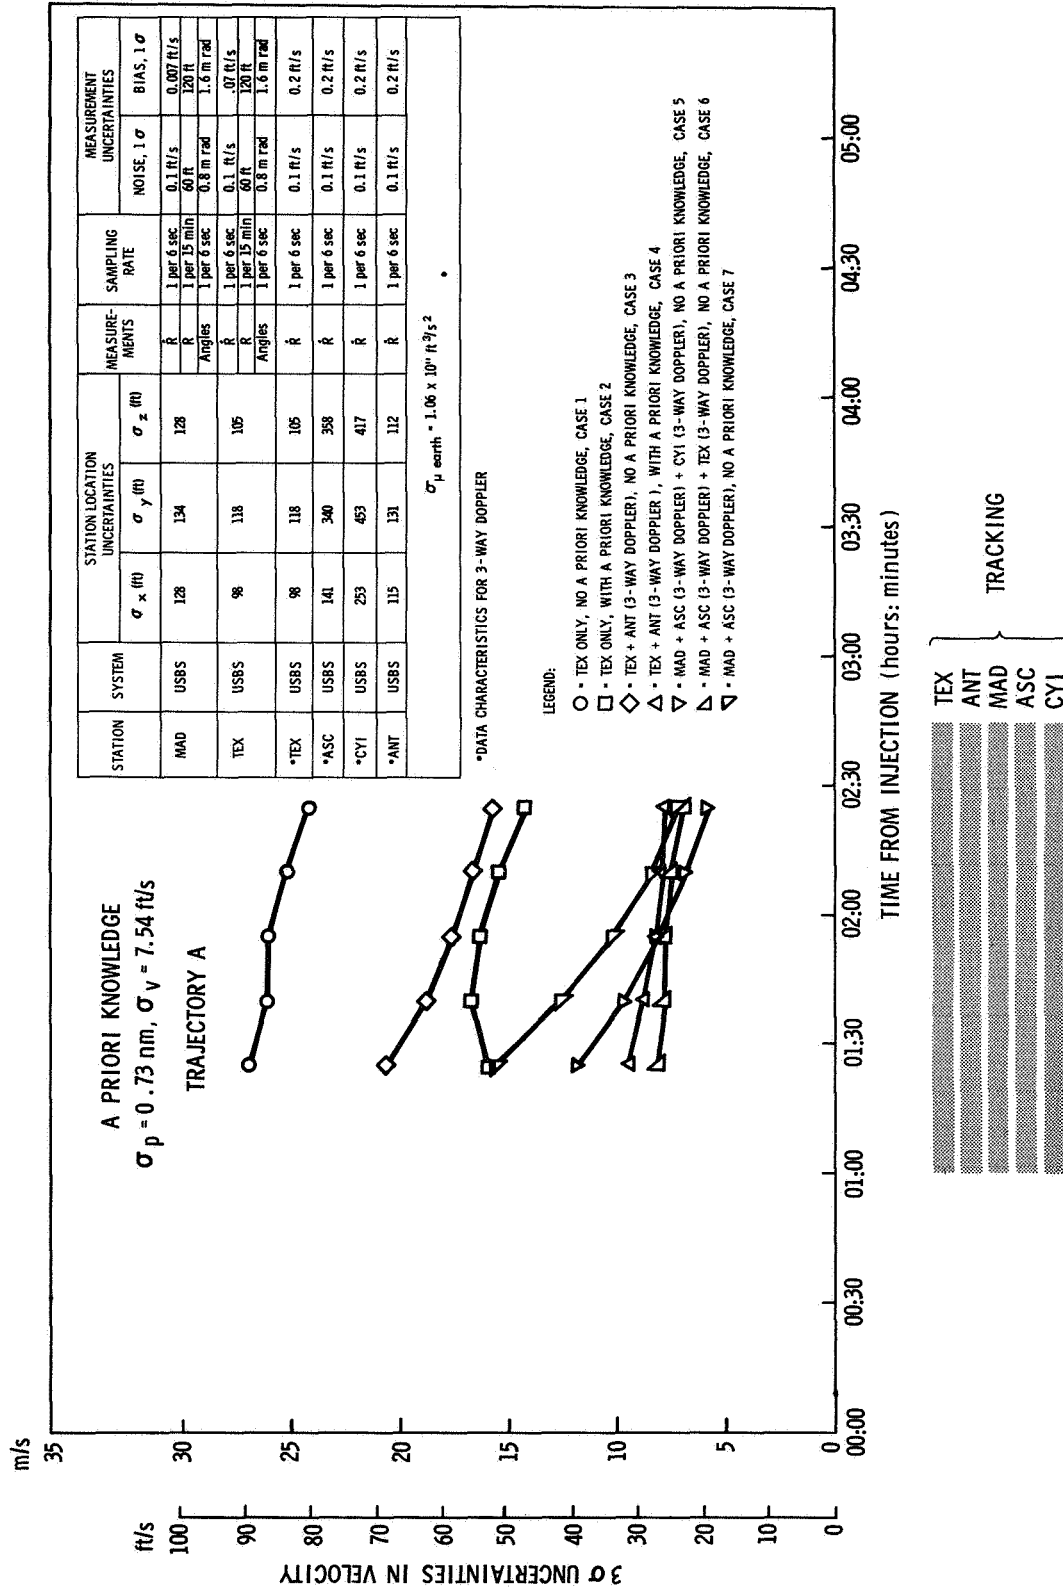 A PRIORI KNOWLEDGE
σp = 0.73 nm, σv = 7.54 ft/s
TRAJECTORY A
STATION SYSTEM STATION LOCATION UNCERTAINTIES MEASURE-MENTS SAMPLING RATE MEASUREMENT UNCERTAINTIES
σx (ft) σy (ft) σz (ft) NOISE, 1σ BIAS, 1σ
MAD USBS 128 134 128 Ṙ 1 per 6 sec 0.1 ft/s 0.007 ft/s
R 1 per 15 min 60 ft 120 ft
Angles 1 per 6 sec 0.8 m rad 1.6 m rad
TEX USBS 98 118 105 Ṙ 1 per 6 sec 0.1 ft/s .07 ft/s
R 1 per 15 min 60 ft 120 ft
Angles 1 per 6 sec 0.8 m rad 1.6 m rad
*TEX USBS 98 118 105 Ṙ 1 per 6 sec 0.1 ft/s 0.2 ft/s
*ASC USBS 141 340 358 Ṙ 1 per 6 sec 0.1 ft/s 0.2 ft/s
*CYI USBS 253 453 417 Ṙ 1 per 6 sec 0.1 ft/s 0.2 ft/s
*ANT USBS 115 131 112 Ṙ 1 per 6 sec 0.1 ft/s 0.2 ft/s
σμ earth = 1.06 x 10¹¹ ft³/s²
*DATA CHARACTERISTICS FOR 3-WAY DOPPLER
LEGEND:
○ - TEX ONLY, NO A PRIORI KNOWLEDGE, CASE 1
□ - TEX ONLY, WITH A PRIORI KNOWLEDGE, CASE 2
◇ - TEX + ANT (3-WAY DOPPLER), NO A PRIORI KNOWLEDGE, CASE 3
△ - TEX + ANT (3-WAY DOPPLER ), WITH A PRIORI KNOWLEDGE, CASE 4
▽ - MAD + ASC (3-WAY DOPPLER) + CYI (3-WAY DOPPLER), NO A PRIORI KNOWLEDGE, CASE 5
◺ - MAD + ASC (3-WAY DOPPLER) + TEX (3-WAY DOPPLER), NO A PRIORI KNOWLEDGE, CASE 6
▽ - MAD + ASC (3-WAY DOPPLER), NO A PRIORI KNOWLEDGE, CASE 7
3 σ UNCERTAINTIES IN VELOCITY
ft/s
100
90
80
70
60
50
40
30
20
10
0
m/s
35
30
25
20
15
10
5
0
00:00 00:30 01:00 01:30 02:00 02:30 03:00 03:30 04:00 04:30 05:00
TIME FROM INJECTION (hours: minutes)
TEX
ANT
MAD
ASC
CYI
TRACKING